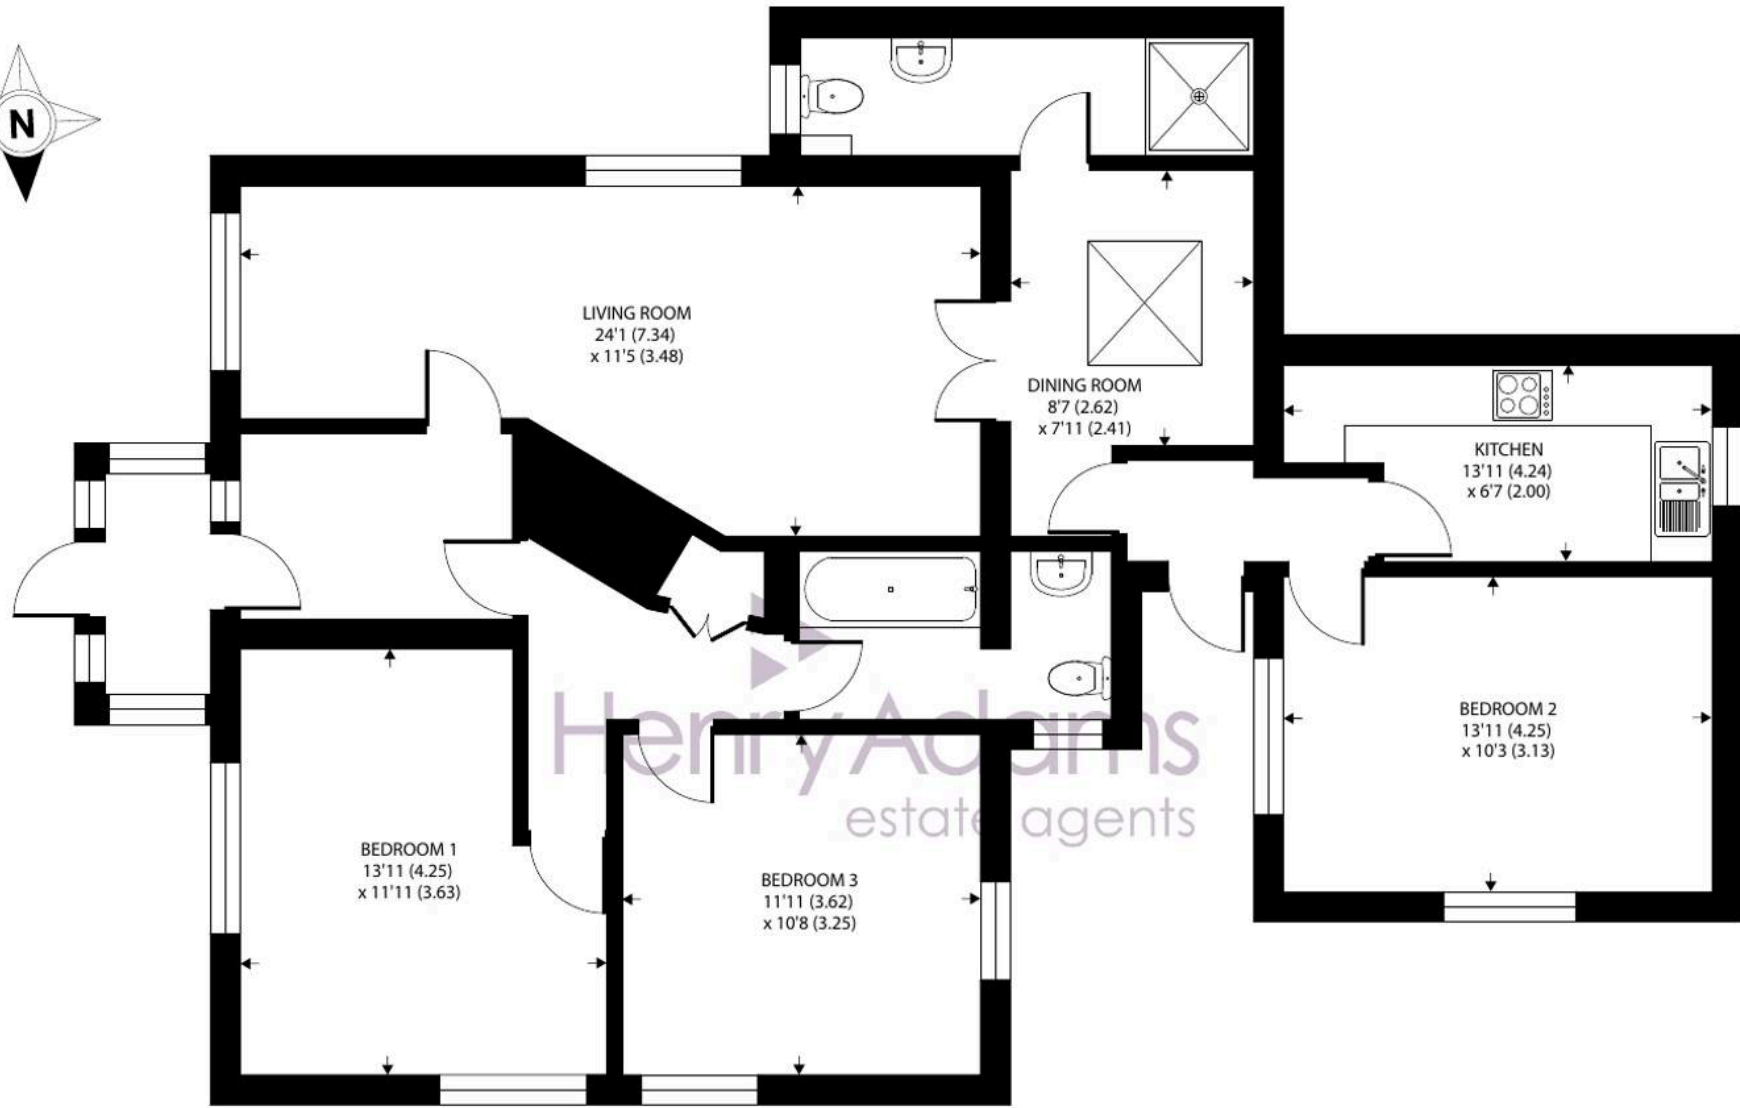 N
LIVING ROOM
24'1 (7.34)
x 11'5 (3.48)
DINING ROOM
8'7 (2.62)
x 7'11 (2.41)
KITCHEN
13'11 (4.24)
x 6'7 (2.00)
BEDROOM 2
13'11 (4.25)
x 10'3 (3.13)
Henry Adams
estate agents
BEDROOM 1
13'11 (4.25)
x 11'11 (3.63)
BEDROOM 3
11'11 (3.62)
x 10'8 (3.25)